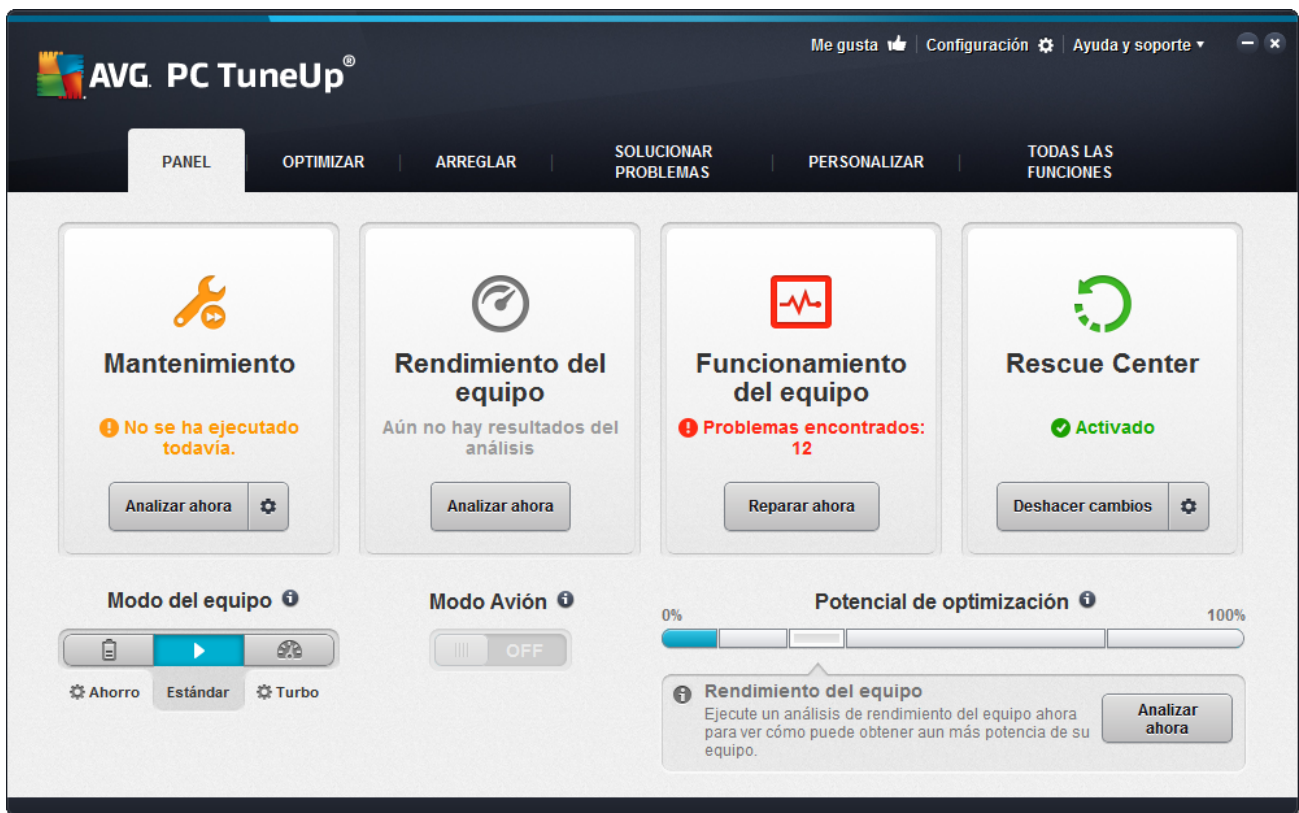 Me gusta
Configuración
Ayuda y soporte
AVG. PC TuneUp®
PANEL
OPTIMIZAR
ARREGLAR
SOLUCIONAR
PROBLEMAS
PERSONALIZAR
TODAS LAS
FUNCIONES
Mantenimiento
No se ha ejecutado
todavía.
Analizar ahora
Rendimiento del
equipo
Aún no hay resultados del
análisis
Analizar ahora
Funcionamiento
del equipo
Problemas encontrados:
12
Reparar ahora
Rescue Center
Activado
Deshacer cambios
Modo del equipo
Ahorro
Estándar
Turbo
Modo Avión
OFF
Potencial de optimización
0%
100%
Rendimiento del equipo
Ejecute un análisis de rendimiento del equipo ahora
para ver cómo puede obtener aun más potencia de su
equipo.
Analizar
ahora